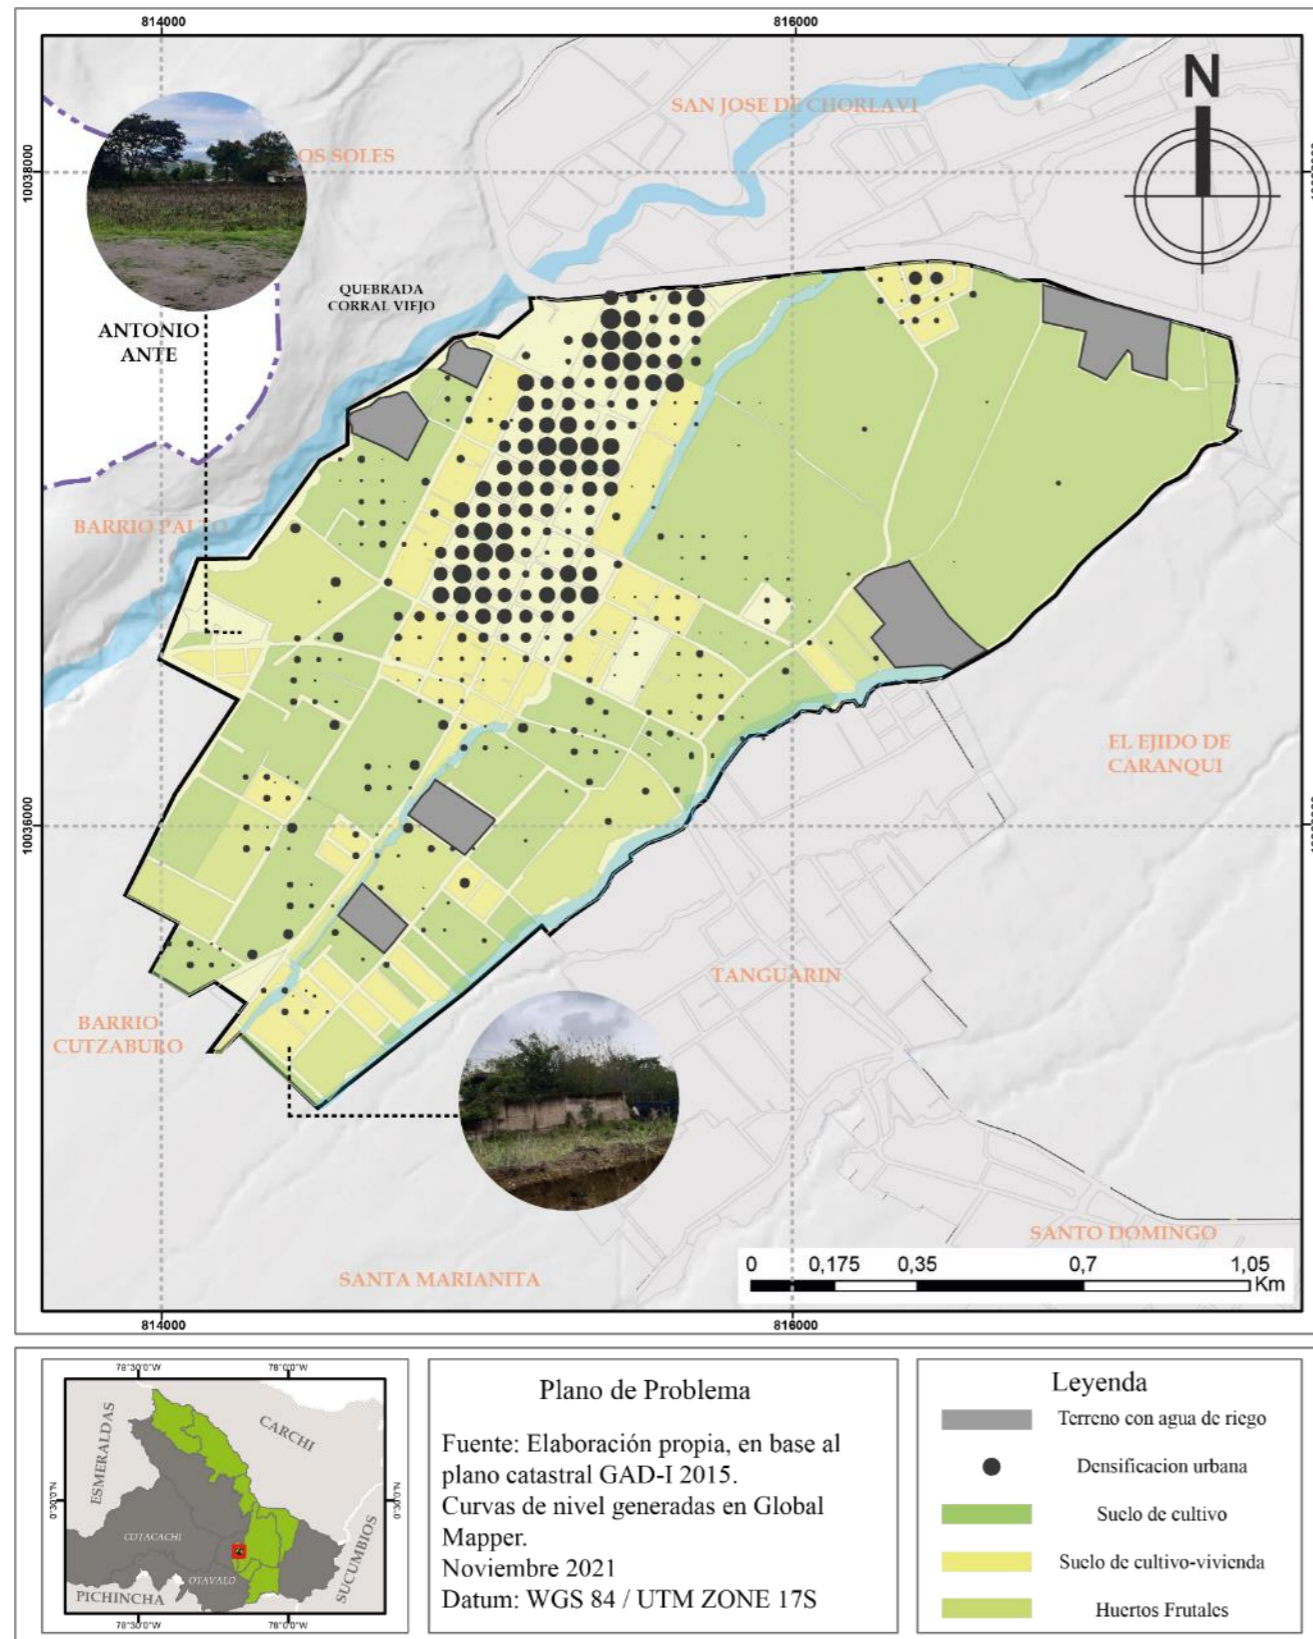 814000
816000
N
SAN JOSE DE CHORLAVI
OS SOLES
10038000
QUEBRADA
CORRAL VIEJO
ANTONIO
ANTE
BARRIO PALTO
EL EJIDO DE
CARANQUI
10036000
TANGUARIN
BARRIO
CUTZABURO
SANTO DOMINGO
SANTA MARIANITA
0 0,175 0,35 0,7 1,05
Km
814000
816000
78°30'0"W
78°0'0"W
ESMERALDAS
CARCHI
0°30'0"N
0°30'0"N
COTACACHI
OTAVALO
SUCUMBIOS
PICHINCHA
78°30'0"W
78°0'0"W
Plano de Problema
Fuente: Elaboración propia, en base al
plano catastral GAD-I 2015.
Curvas de nivel generadas en Global
Mapper.
Noviembre 2021
Datum: WGS 84 / UTM ZONE 17S
Leyenda
Terreno con agua de riego
Densificacion urbana
Suelo de cultivo
Suelo de cultivo-vivienda
Huertos Frutales